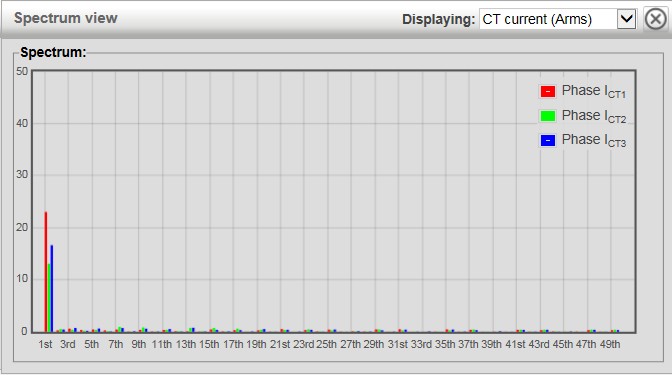 Spectrum view
Displaying: CT current (Arms)
Spectrum:
50
40
30
20
10
0
Phase ICT1
Phase ICT2
Phase ICT3
1st 3rd 5th 7th 9th 11th 13th 15th 17th 19th 21st 23rd 25th 27th 29th 31st 33rd 35th 37th 39th 41st 43rd 45th 47th 49th